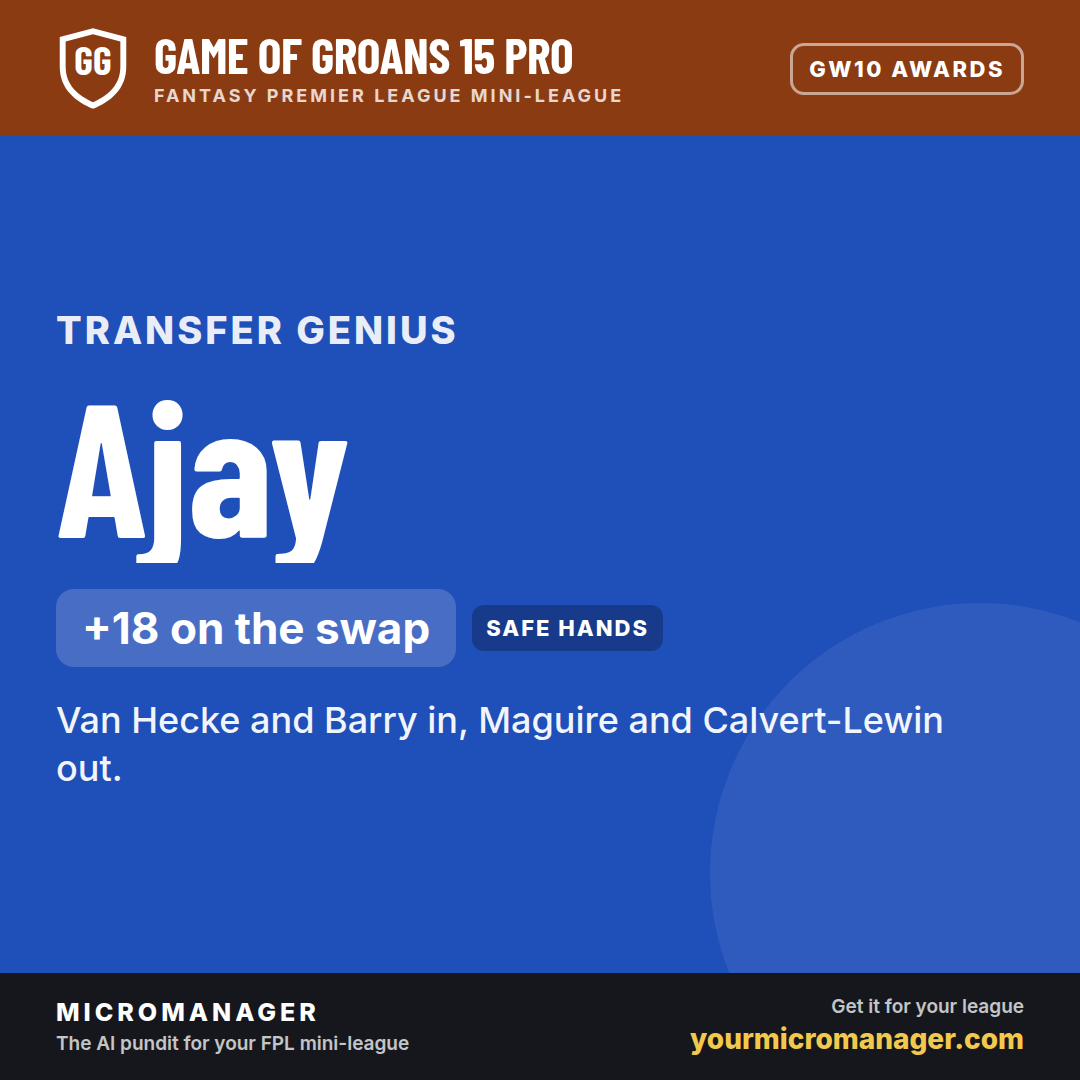 GG
GAME OF GROANS 15 PRO
FANTASY PREMIER LEAGUE MINI-LEAGUE
GW10 AWARDS
TRANSFER GENIUS
Ajay
+18 on the swap
SAFE HANDS
Van Hecke and Barry in, Maguire and Calvert-Lewin
out.
MICROMANAGER
The AI pundit for your FPL mini-league
Get it for your league
yourmicromanager.com